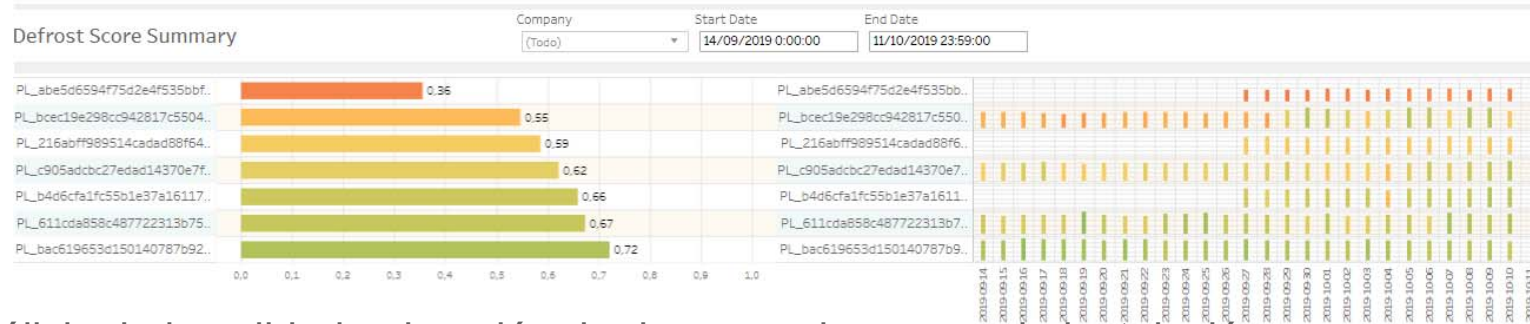 Defrost Score Summary
Company
(Todo)
Start Date
14/09/2019 0:00:00
End Date
11/10/2019 23:59:00
PL_abe5d6594f75d2e4f535bbf..
0,36
PL_abe5d6594f75d2e4f535bb..
PL_bcec19e298cc942817c5504..
0,55
PL_bcec19e298cc942817c550..
PL_216abff989514cadad88f64..
0,59
PL_216abff989514cadad88f6..
PL_c905adcbc27edad14370e7f..
0,62
PL_c905adcbc27edad14370e7..
PL_b4d6cfa1fc55b1e37a16117..
0,66
PL_b4d6cfa1fc55b1e37a1611..
PL_611cda858c487722313b75..
0,67
PL_611cda858c487722313b7..
PL_bac619653d150140787b92..
0,72
PL_bac619653d150140787b9..
0,0 0,1 0,2 0,3 0,4 0,5 0,6 0,7 0,8 0,9 1,0
2019-09-14
2019-09-15
2019-09-16
2019-09-17
2019-09-18
2019-09-19
2019-09-20
2019-09-21
2019-09-22
2019-09-23
2019-09-24
2019-09-25
2019-09-26
2019-09-27
2019-09-28
2019-09-29
2019-09-30
2019-10-01
2019-10-02
2019-10-03
2019-10-04
2019-10-05
2019-10-06
2019-10-07
2019-10-08
2019-10-09
2019-10-10
2019-10-11